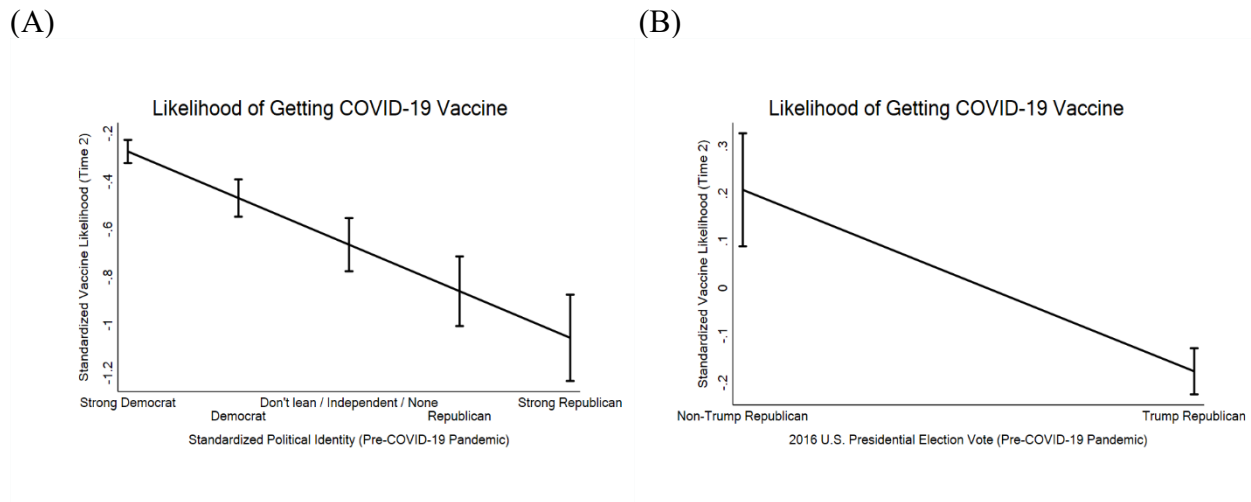 (A)
(B)
Likelihood of Getting COVID-19 Vaccine
Standardized Vaccine Likelihood (Time 2)
-.2
-.4
-.6
-.8
-1
-1.2
Strong Democrat
Democrat
Don't lean / Independent / None
Republican
Strong Republican
Standardized Political Identity (Pre-COVID-19 Pandemic)
Likelihood of Getting COVID-19 Vaccine
Standardized Vaccine Likelihood (Time 2)
.3
.2
.1
0
-.1
-.2
Non-Trump Republican
Trump Republican
2016 U.S. Presidential Election Vote (Pre-COVID-19 Pandemic)